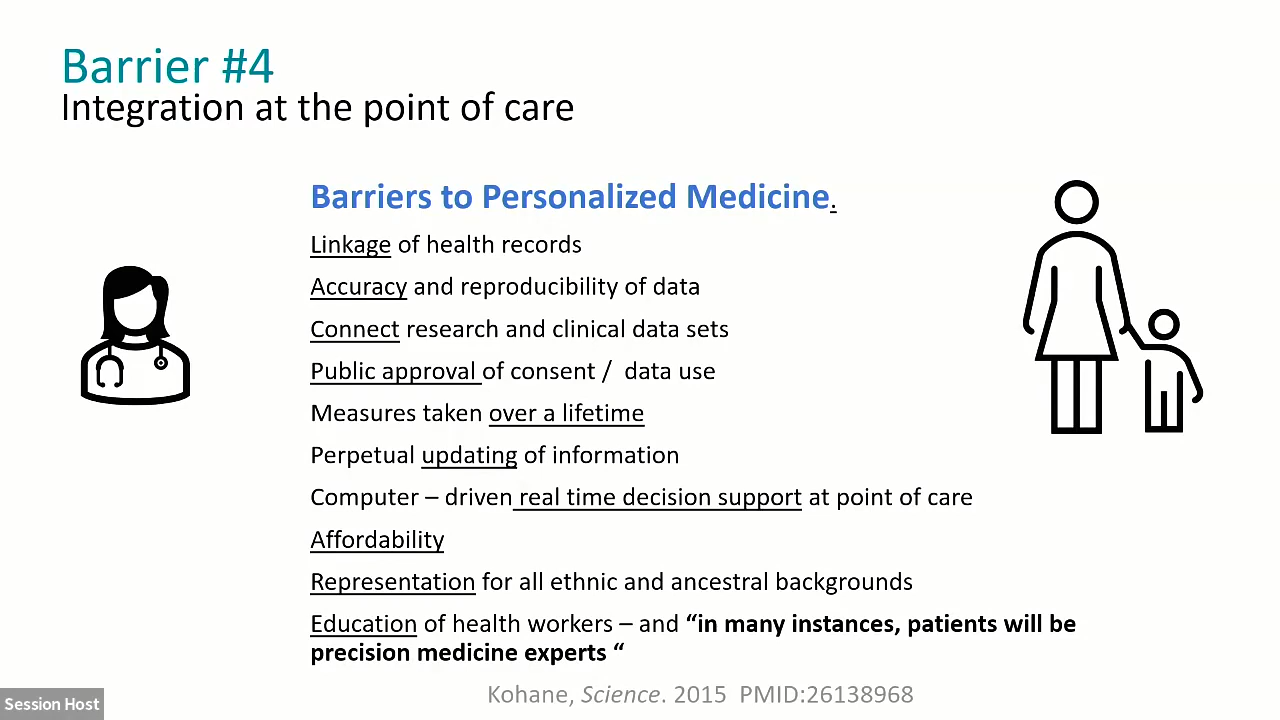 Barrier #4
Integration at the point of care
Barriers to Personalized Medicine.
Linkage of health records
Accuracy and reproducibility of data
Connect research and clinical data sets
Public approval of consent /  data use
Measures taken over a lifetime
Perpetual updating of information
Computer – driven real time decision support at point of care
Affordability
Representation for all ethnic and ancestral backgrounds
Education of health workers – and “in many instances, patients will be
precision medicine experts “
Kohane, Science. 2015  PMID:26138968
Session Host